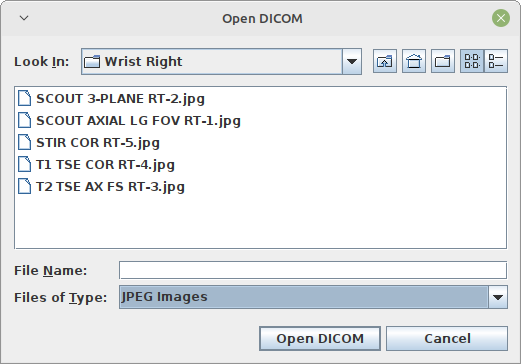 Open DICOM
Look In: Wrist Right
SCOUT 3-PLANE RT-2.jpg
SCOUT AXIAL LG FOV RT-1.jpg
STIR COR RT-5.jpg
T1 TSE COR RT-4.jpg
T2 TSE AX FS RT-3.jpg
File Name:
Files of Type: JPEG Images
Open DICOM Cancel